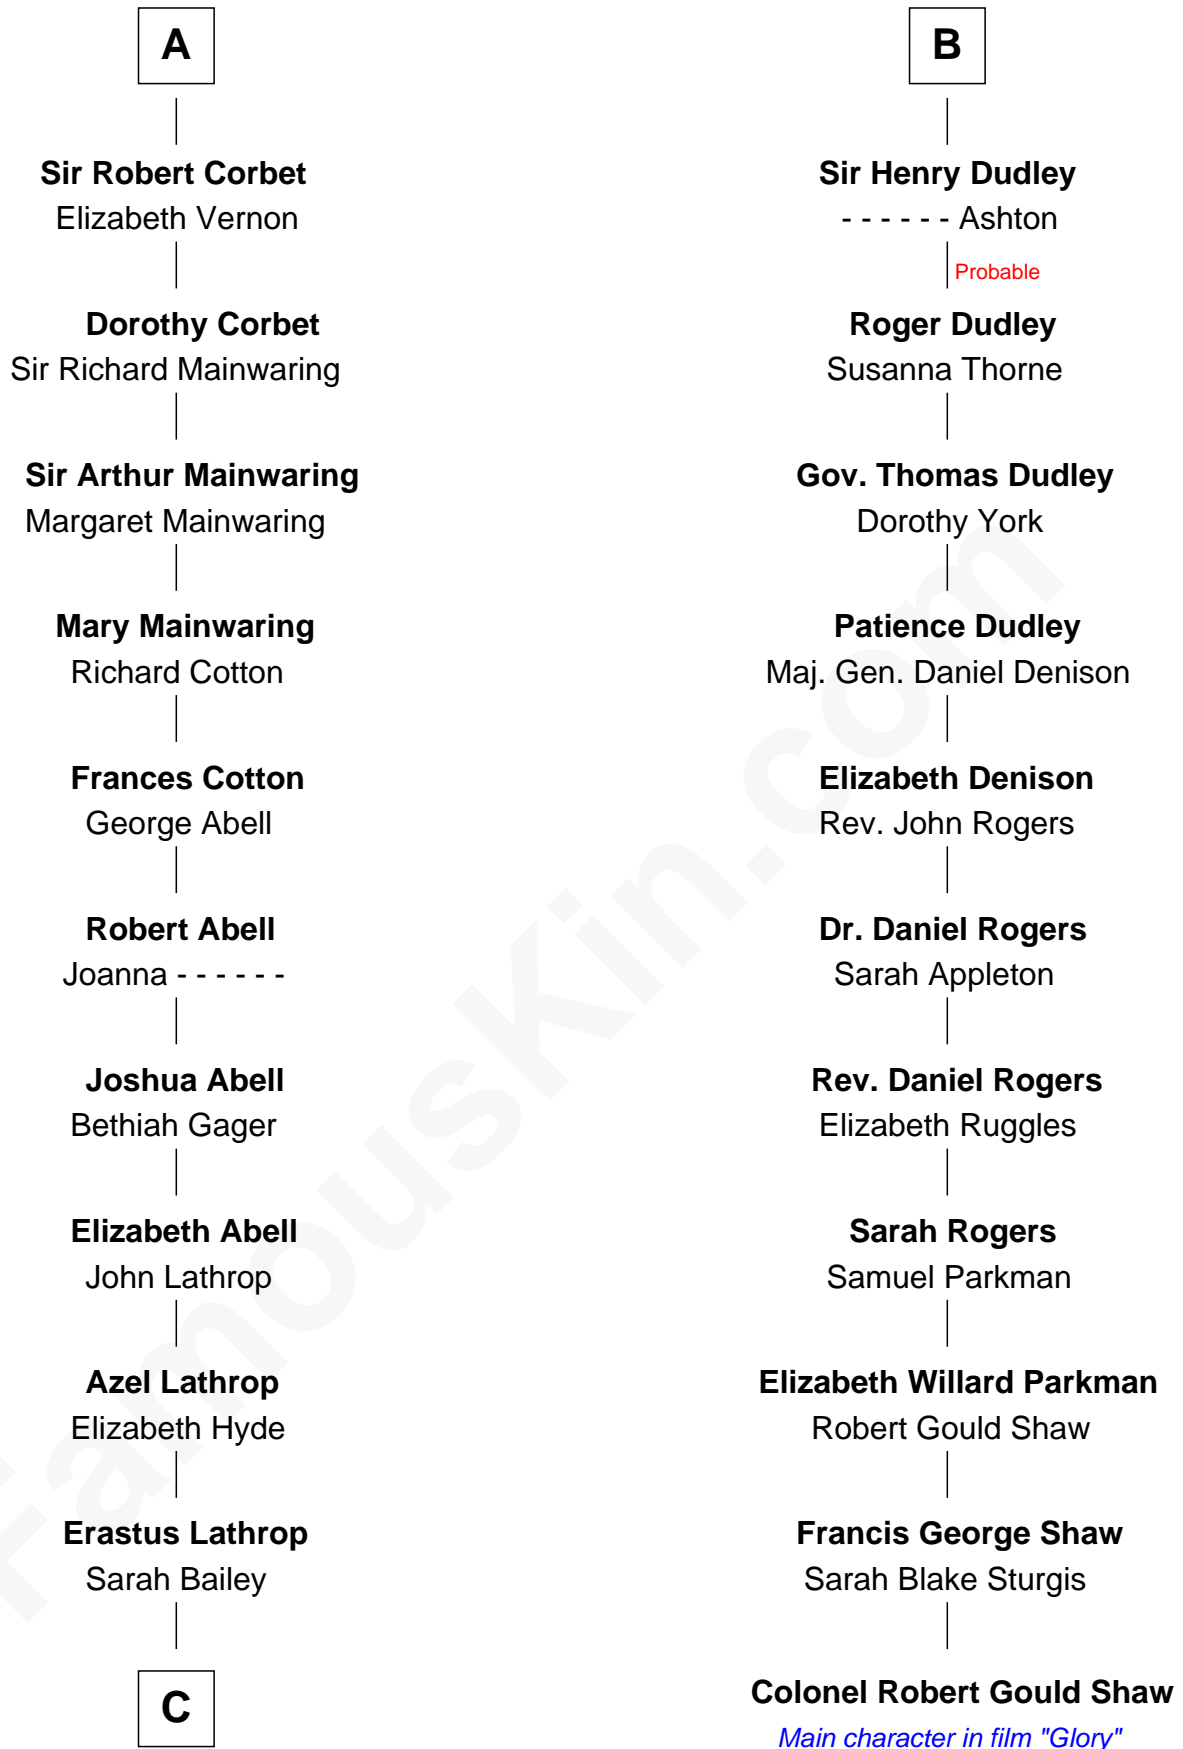 A
Sir Robert Corbet
Elizabeth Vernon
Dorothy Corbet
Sir Richard Mainwaring
Sir Arthur Mainwaring
Margaret Mainwaring
Mary Mainwaring
Richard Cotton
Frances Cotton
George Abell
Robert Abell
Joanna - - - - - -
Joshua Abell
Bethiah Gager
Elizabeth Abell
John Lathrop
Azel Lathrop
Elizabeth Hyde
Erastus Lathrop
Sarah Bailey
C
B
Sir Henry Dudley
- - - - - - Ashton
Probable
Roger Dudley
Susanna Thorne
Gov. Thomas Dudley
Dorothy York
Patience Dudley
Maj. Gen. Daniel Denison
Elizabeth Denison
Rev. John Rogers
Dr. Daniel Rogers
Sarah Appleton
Rev. Daniel Rogers
Elizabeth Ruggles
Sarah Rogers
Samuel Parkman
Elizabeth Willard Parkman
Robert Gould Shaw
Francis George Shaw
Sarah Blake Sturgis
Colonel Robert Gould Shaw
Main character in film "Glory"
FamousKin.com